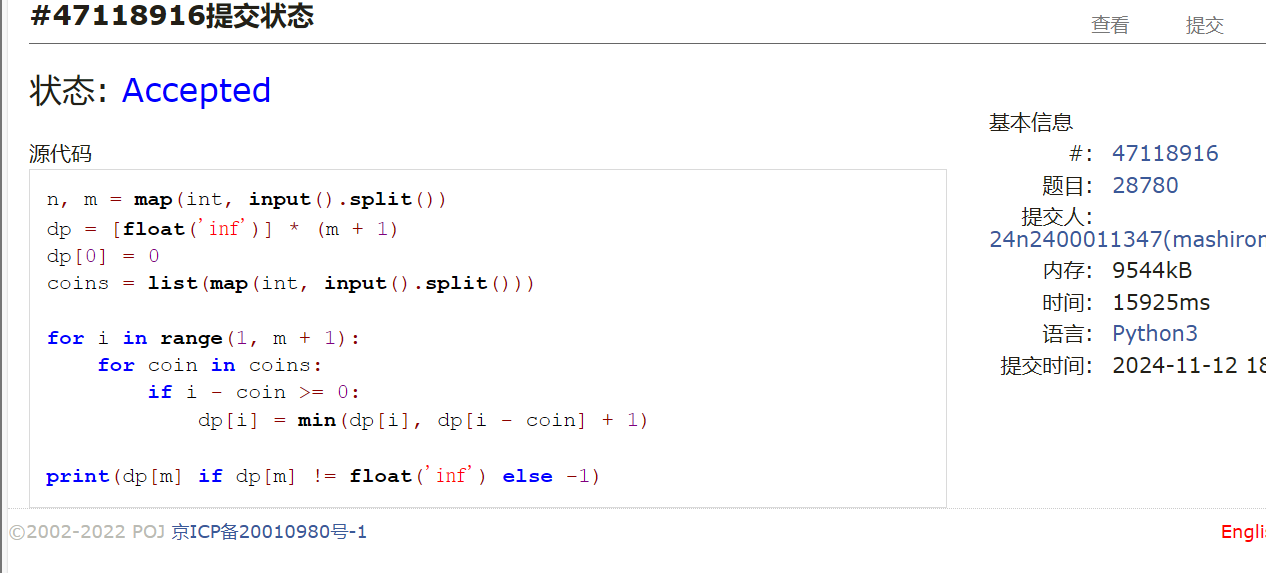 #47118916提交状态
查看 提交
状态: Accepted
源代码
n, m = map(int, input().split())
dp = [float('inf')] * (m + 1)
dp[0] = 0
coins = list(map(int, input().split()))
for i in range(1, m + 1):
    for coin in coins:
        if i - coin >= 0:
            dp[i] = min(dp[i], dp[i - coin] + 1)
print(dp[m] if dp[m] != float('inf') else -1)
基本信息
#: 47118916
题目: 28780
提交人:
24n2400011347(mashiron
内存: 9544kB
时间: 15925ms
语言: Python3
提交时间: 2024-11-12 18
©2002-2022 POJ 京ICP备20010980号-1